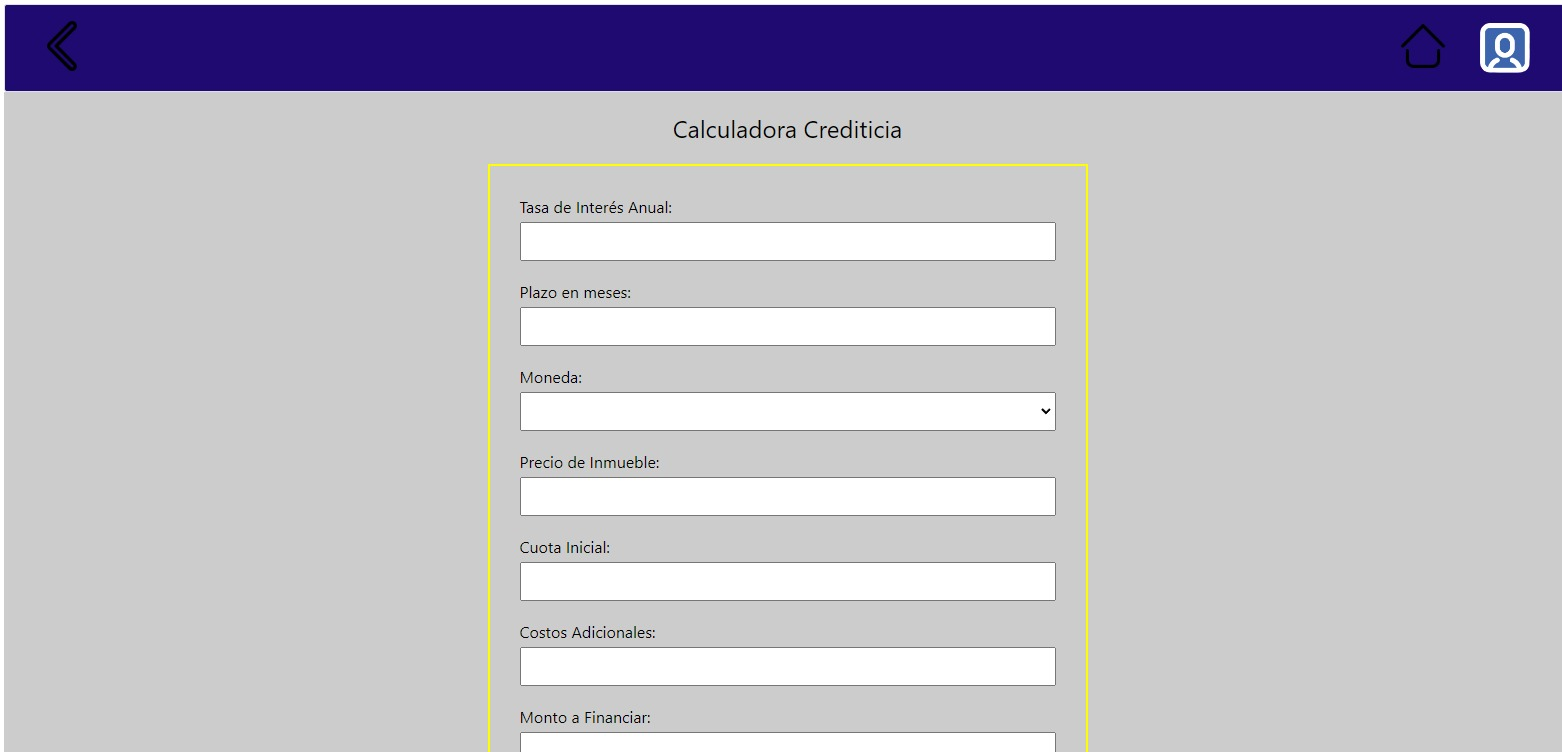 Calculadora Crediticia
Tasa de Interés Anual:
Plazo en meses:
Moneda:
Precio de Inmueble:
Cuota Inicial:
Costos Adicionales:
Monto a Financiar: